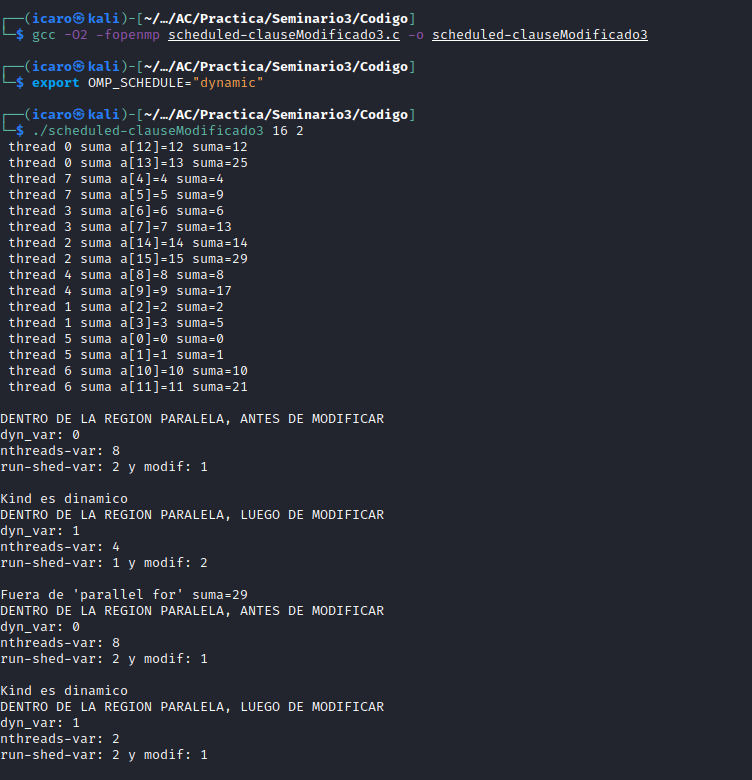 ┌──(icaro㉿kali)-[~/…/AC/Practica/Seminario3/Codigo]
└─$ gcc -O2 -fopenmp scheduled-clauseModificado3.c -o scheduled-clauseModificado3
┌──(icaro㉿kali)-[~/…/AC/Practica/Seminario3/Codigo]
└─$ export OMP_SCHEDULE="dynamic"
┌──(icaro㉿kali)-[~/…/AC/Practica/Seminario3/Codigo]
└─$ ./scheduled-clauseModificado3 16 2
thread 0 suma a[12]=12 suma=12
thread 0 suma a[13]=13 suma=25
thread 7 suma a[4]=4 suma=4
thread 7 suma a[5]=5 suma=9
thread 3 suma a[6]=6 suma=6
thread 3 suma a[7]=7 suma=13
thread 2 suma a[14]=14 suma=14
thread 2 suma a[15]=15 suma=29
thread 4 suma a[8]=8 suma=8
thread 4 suma a[9]=9 suma=17
thread 1 suma a[2]=2 suma=2
thread 1 suma a[3]=3 suma=5
thread 5 suma a[0]=0 suma=0
thread 5 suma a[1]=1 suma=1
thread 6 suma a[10]=10 suma=10
thread 6 suma a[11]=11 suma=21
DENTRO DE LA REGION PARALELA, ANTES DE MODIFICAR
dyn_var: 0
nthreads-var: 8
run-shed-var: 2 y modif: 1
Kind es dinamico
DENTRO DE LA REGION PARALELA, LUEGO DE MODIFICAR
dyn_var: 1
nthreads-var: 4
run-shed-var: 1 y modif: 2
Fuera de 'parallel for' suma=29
DENTRO DE LA REGION PARALELA, ANTES DE MODIFICAR
dyn_var: 0
nthreads-var: 8
run-shed-var: 2 y modif: 1
Kind es dinamico
DENTRO DE LA REGION PARALELA, LUEGO DE MODIFICAR
dyn_var: 1
nthreads-var: 2
run-shed-var: 2 y modif: 1